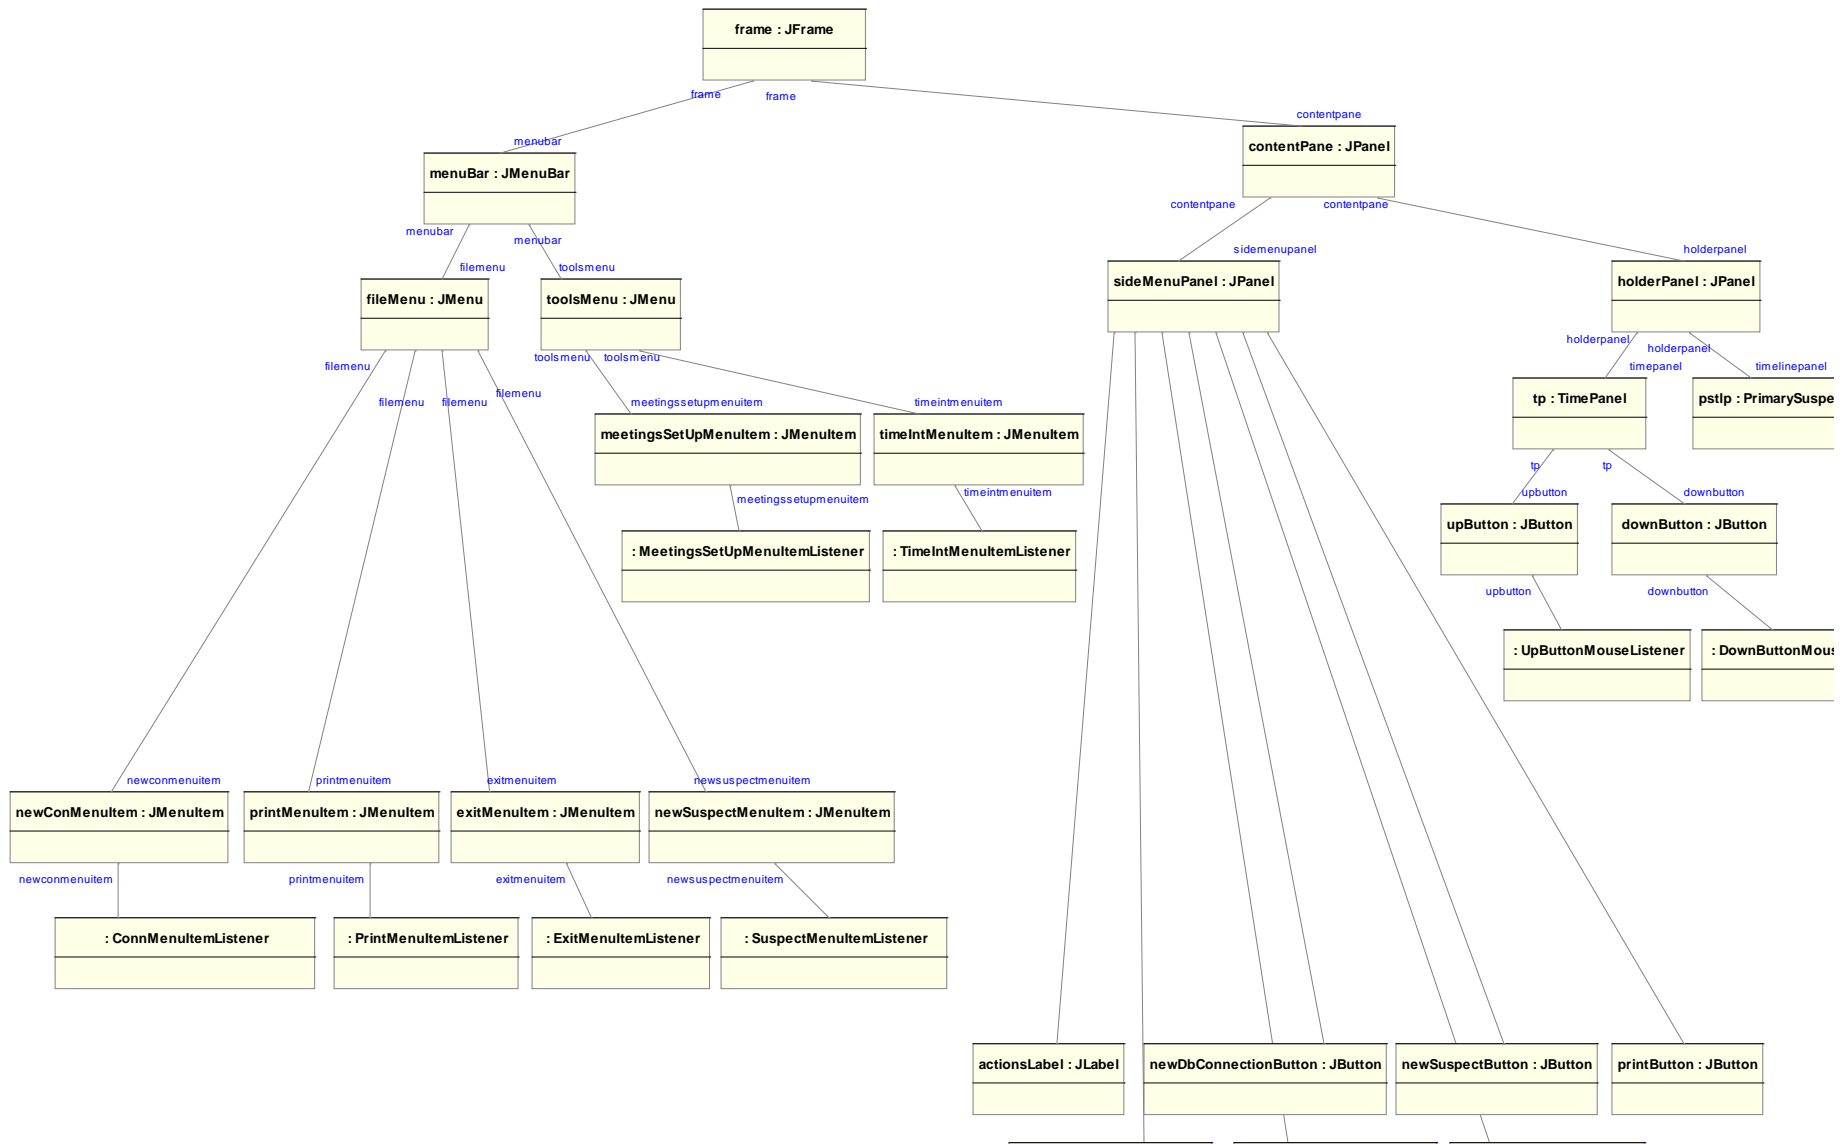 frame : JFrame
frame
frame
contentpane
menubar
contentPane : JPanel
menuBar : JMenuBar
contentpane
contentpane
menubar
menubar
sidemenupanel
holderpanel
filemenu
toolsmenu
sideMenuPanel : JPanel
holderPanel : JPanel
fileMenu : JMenu
toolsMenu : JMenu
holderpanel
holderpanel
toolsmenu
toolsmenu
filemenu
timepanel
timelinepanel
filemenu
filemenu
filemenu
meetingssetupmenuitem
timeintmenuitem
tp : TimePanel
pstlp : PrimarySuspe
meetingsSetUpMenuItem : JMenuItem
timeIntMenuItem : JMenuItem
tp
tp
meetingssetupmenuitem
timeintmenuitem
upbutton
downbutton
upButton : JButton
downButton : JButton
: MeetingsSetUpMenuItemListener
: TimeIntMenuItemListener
upbutton
downbutton
: UpButtonMouseListener
: DownButtonMous
newconmenuitem
printmenuitem
exitmenuitem
newsuspectmenuitem
newConMenuItem : JMenuItem
printMenuItem : JMenuItem
exitMenuItem : JMenuItem
newSuspectMenuItem : JMenuItem
newconmenuitem
printmenuitem
exitmenuitem
newsuspectmenuitem
: ConnMenuItemListener
: PrintMenuItemListener
: ExitMenuItemListener
: SuspectMenuItemListener
actionsLabel : JLabel
newDbConnectionButton : JButton
newSuspectButton : JButton
printButton : JButton